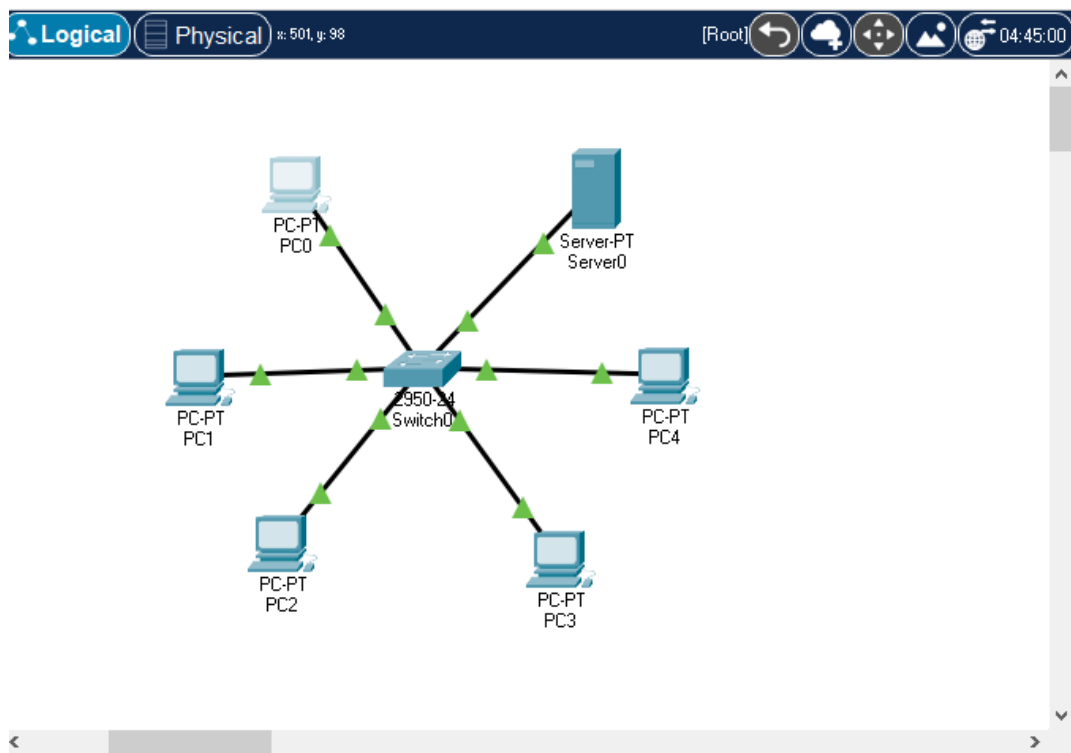 Logical Physical x: 501, y: 98 [Root] 04:45:00
PC-PT
PC0
Server-PT
Server0
2950-24
Switch0
PC-PT
PC1
PC-PT
PC4
PC-PT
PC2
PC-PT
PC3